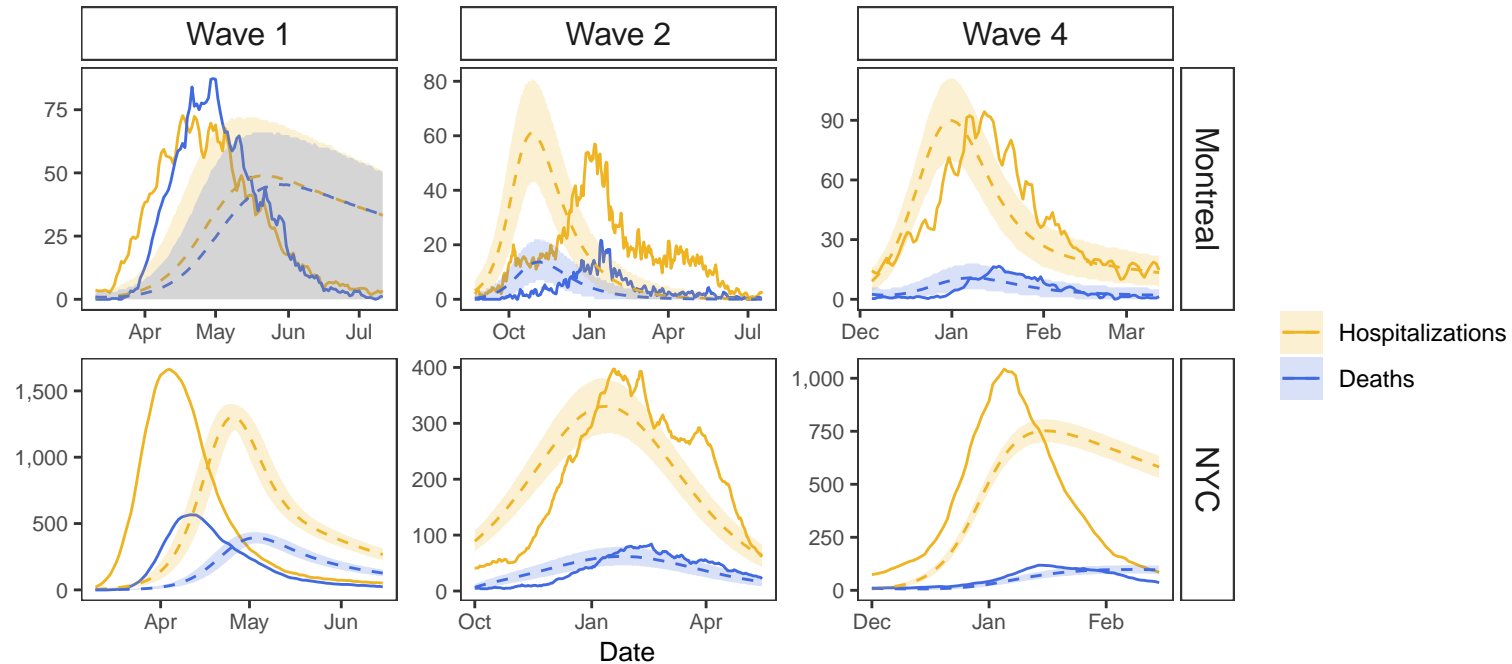 Wave 1 Wave 2 Wave 4
75
50
25
0
Apr May Jun Jul
80
60
40
20
0
Oct Jan Apr Jul
90
60
30
0
Dec Jan Feb Mar
Montreal
1,500
1,000
500
0
Apr May Jun
400
300
200
100
0
Oct Jan Apr
1,000
750
500
250
0
Dec Jan Feb
NYC
Date
Hospitalizations
Deaths